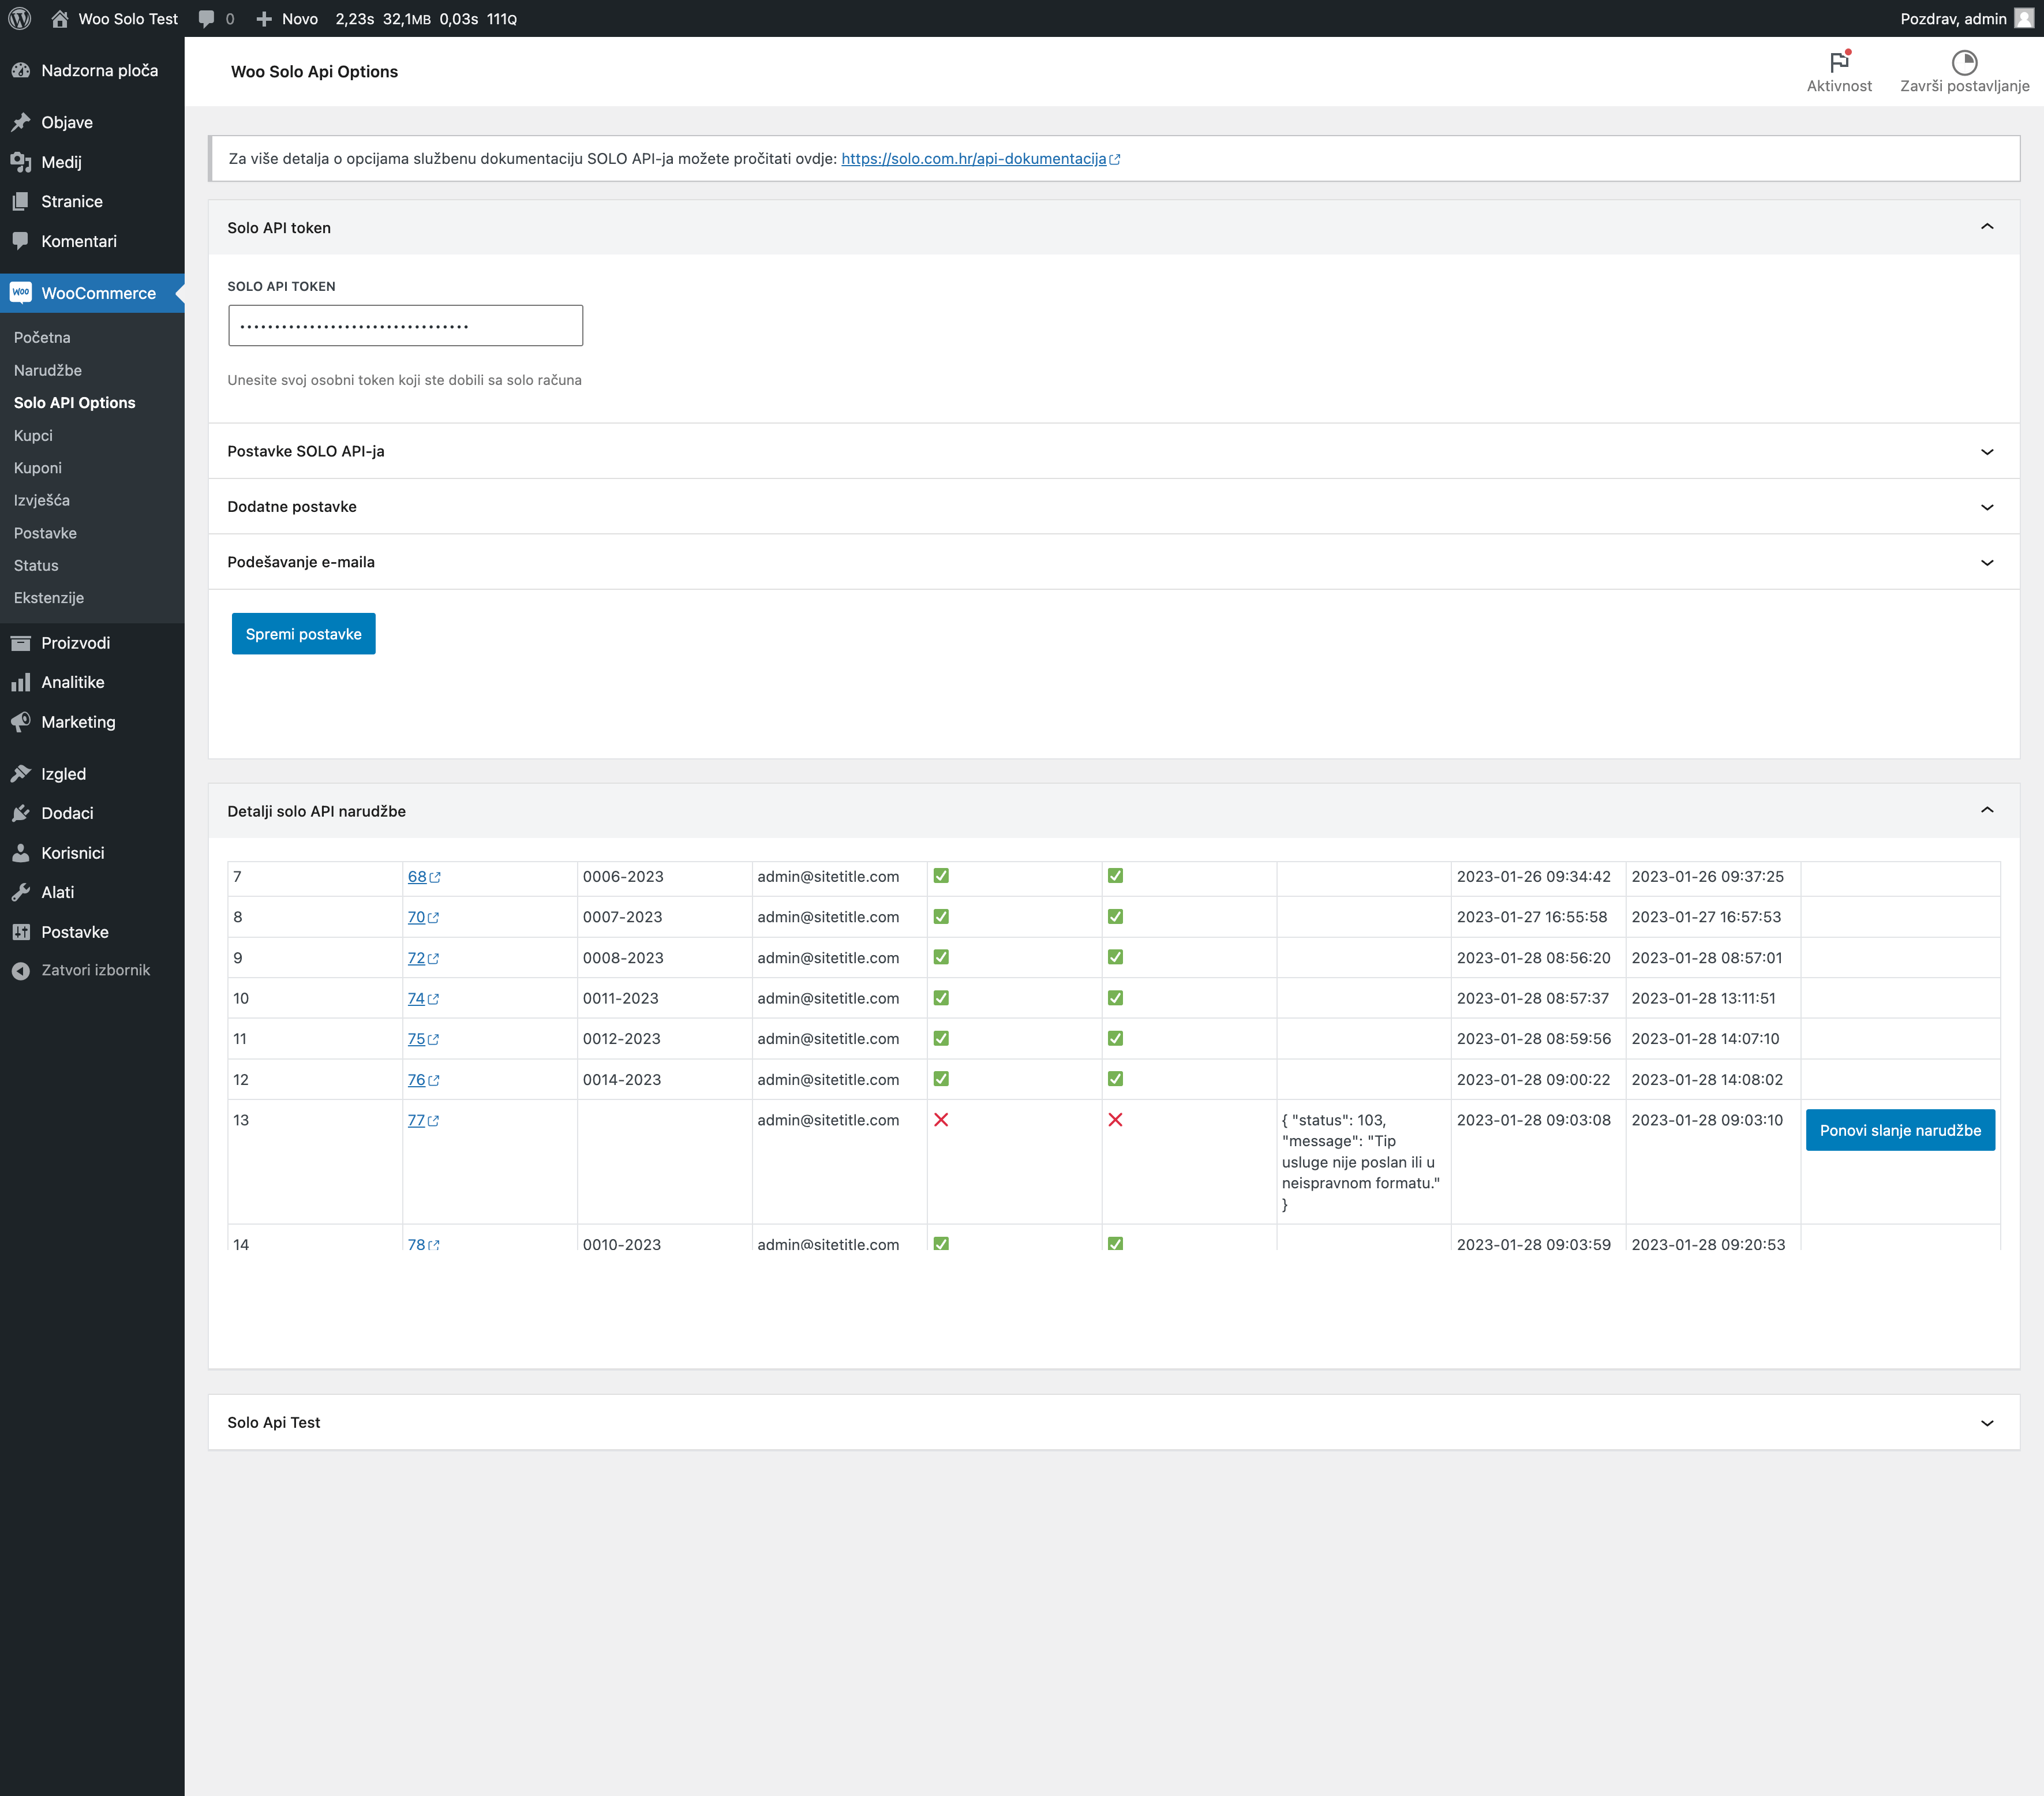 Woo Solo Test 0 Novo 2,23s 32,1MB 0,03s 111Q Pozdrav, admin
Nadzorna ploča
Objave
Medij
Stranice
Komentari
WooCommerce
Početna
Narudžbe
Solo API Options
Kupci
Kuponi
Izvješća
Postavke
Status
Ekstenzije
Proizvodi
Analitike
Marketing
Izgled
Dodaci
Korisnici
Alati
Postavke
Zatvori izbornik
Woo Solo Api Options
Aktivnost
Završi postavljanje
Za više detalja o opcijama službenu dokumentaciju SOLO API-ja možete pročitati ovdje: https://solo.com.hr/api-dokumentacija
Solo API token
SOLO API TOKEN
•••••••••••••••••••••••••••••••••
Unesite svoj osobni token koji ste dobili sa solo računa
Postavke SOLO API-ja
Dodatne postavke
Podešavanje e-maila
Spremi postavke
Detalji solo API narudžbe
7 68 0006-2023 admin@sitetitle.com ✅ ✅ 2023-01-26 09:34:42 2023-01-26 09:37:25
8 70 0007-2023 admin@sitetitle.com ✅ ✅ 2023-01-27 16:55:58 2023-01-27 16:57:53
9 72 0008-2023 admin@sitetitle.com ✅ ✅ 2023-01-28 08:56:20 2023-01-28 08:57:01
10 74 0011-2023 admin@sitetitle.com ✅ ✅ 2023-01-28 08:57:37 2023-01-28 13:11:51
11 75 0012-2023 admin@sitetitle.com ✅ ✅ 2023-01-28 08:59:56 2023-01-28 14:07:10
12 76 0014-2023 admin@sitetitle.com ✅ ✅ 2023-01-28 09:00:22 2023-01-28 14:08:02
13 77 admin@sitetitle.com ❌ ❌ { "status": 103, 2023-01-28 09:03:08 2023-01-28 09:03:10 Ponovi slanje narudžbe
"message": "Tip
usluge nije poslan ili u
neispravnom formatu."
}
14 78 0010-2023 admin@sitetitle.com ✅ ✅ 2023-01-28 09:03:59 2023-01-28 09:20:53
Solo Api Test